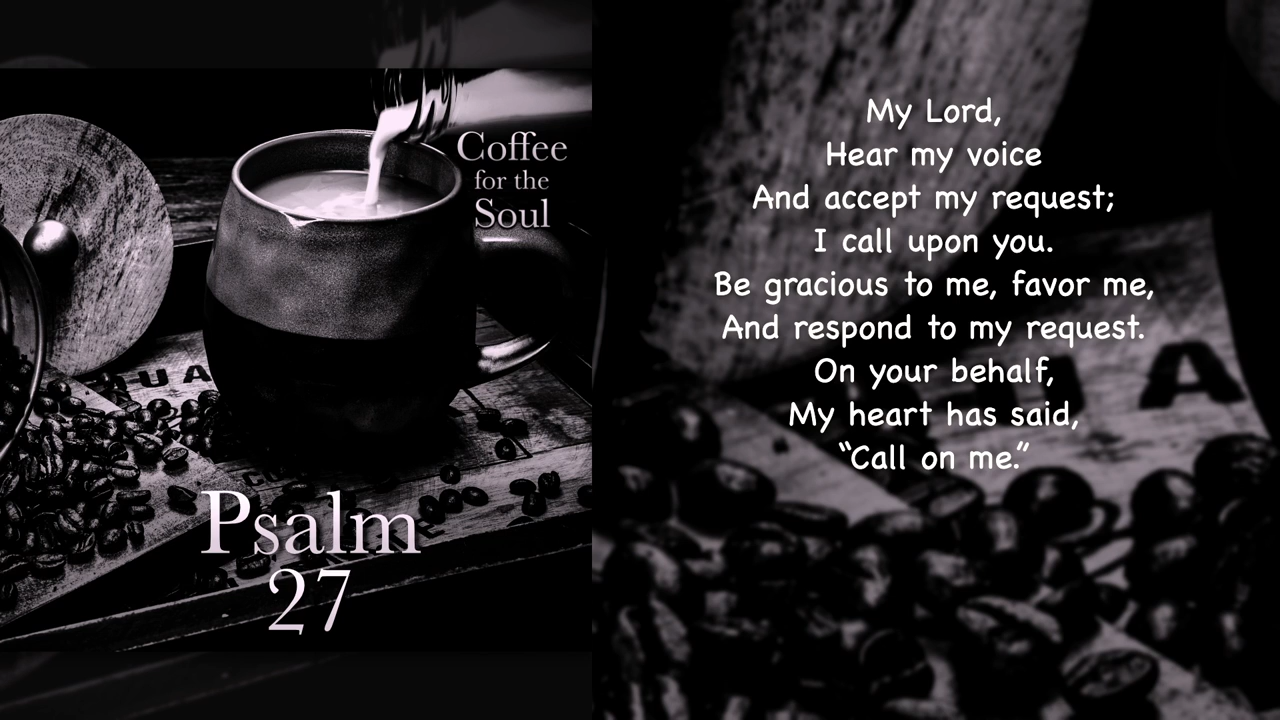 Coffee
for the
Soul
Psalm
27
My Lord,
Hear my voice
And accept my request;
I call upon you.
Be gracious to me, favor me,
And respond to my request.
On your behalf,
My heart has said,
“Call on me.”